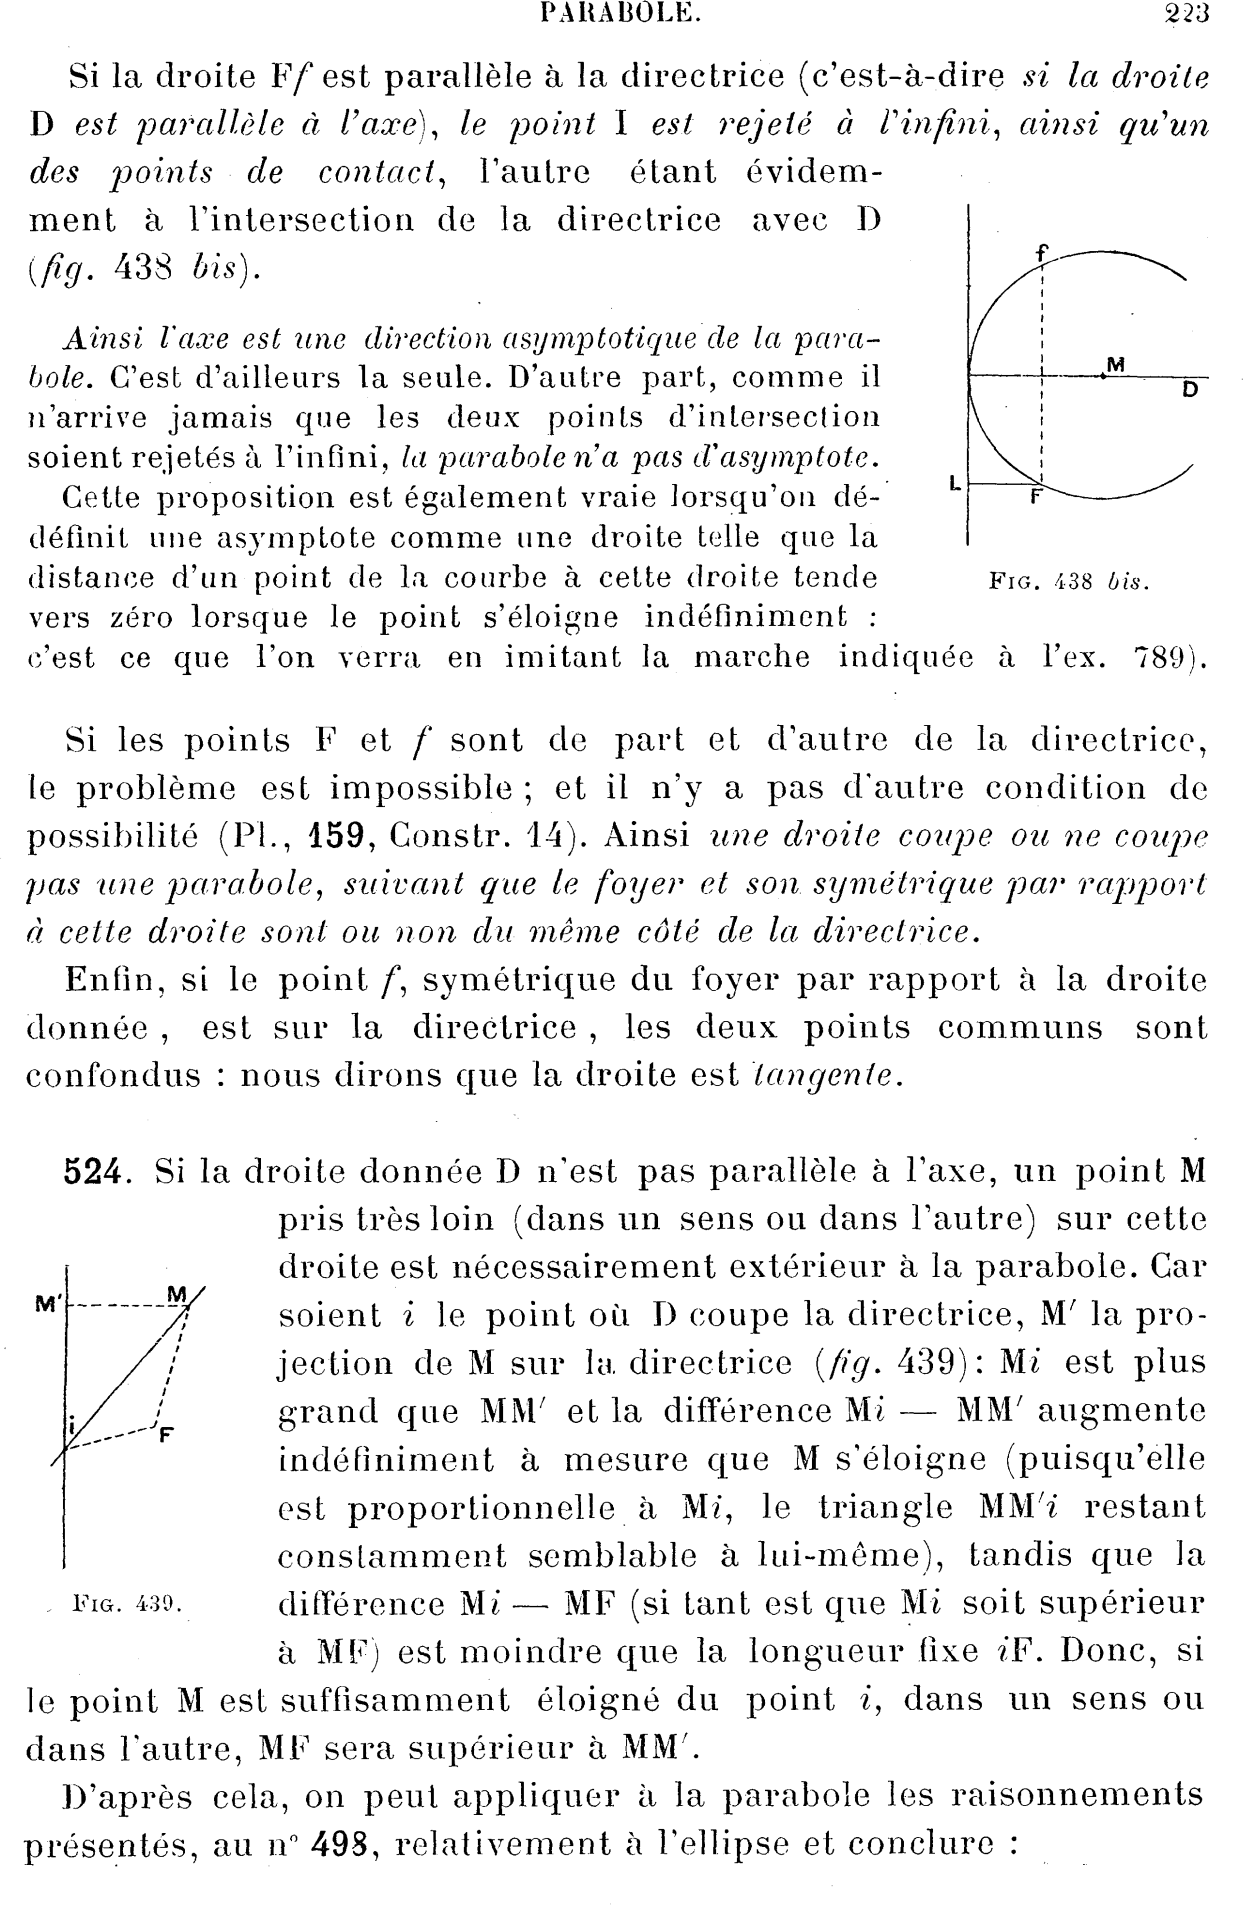 PARABOLE. 223
Si la droite Ff est parallèle à la directrice (c'est-à-dire si la droite
D est parallèle à l'axe), le point I est rejeté à l'infini, ainsi qu'un
des points de contact, l'autre étant évidem-
ment à l'intersection de la directrice avec D
(fig. 438 bis).
Ainsi l'axe est une direction asymptotique de la para-
bole. C'est d'ailleurs la seule. D'autre part, comme il
n'arrive jamais que les deux points d'intersection
soient rejetés à l'infini, la parabole n'a pas d'asymptote.
Cette proposition est également vraie lorsqu'on dé-
définit une asymptote comme une droite telle que la
distance d'un point de la courbe à cette droite tende
vers zéro lorsque le point s'éloigne indéfiniment :
c'est ce que l'on verra en imitant la marche indiquée à l'ex. 789).
f
M
D
L
F
FIG. 438 bis.
Si les points F et f sont de part et d'autre de la directrice,
le problème est impossible ; et il n'y a pas d'autre condition de
possibilité (Pl., 159, Constr. 14). Ainsi une droite coupe ou ne coupe
pas une parabole, suivant que le foyer et son symétrique par rapport
à cette droite sont ou non du même côté de la directrice.
Enfin, si le point f, symétrique du foyer par rapport à la droite
donnée , est sur la directrice , les deux points communs sont
confondus : nous dirons que la droite est tangente.
524. Si la droite donnée D n'est pas parallèle à l'axe, un point M
pris très loin (dans un sens ou dans l'autre) sur cette
droite est nécessairement extérieur à la parabole. Car
soient i le point où D coupe la directrice, M′ la pro-
jection de M sur la directrice (fig. 439): Mi est plus
grand que MM′ et la différence Mi — MM′ augmente
indéfiniment à mesure que M s'éloigne (puisqu'elle
est proportionnelle à Mi, le triangle MM′i restant
constamment semblable à lui-même), tandis que la
différence Mi — MF (si tant est que Mi soit supérieur
à MF) est moindre que la longueur fixe iF. Donc, si
le point M est suffisamment éloigné du point i, dans un sens ou
dans l'autre, MF sera supérieur à MM′.
M'
M
i
F
FIG. 439.
D'après cela, on peut appliquer à la parabole les raisonnements
présentés, au n° 498, relativement à l'ellipse et conclure :